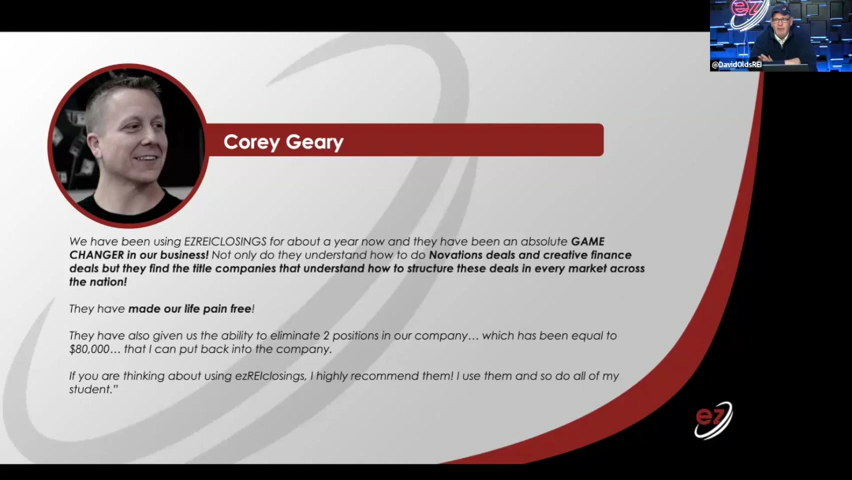 ez
@DavidOldsREI
Corey Geary
We have been using EZREICLOSINGS for about a year now and they have been an absolute GAME
CHANGER in our business! Not only do they understand how to do Novations deals and creative finance
deals but they find the title companies that understand how to structure these deals in every market across
the nation!
They have made our life pain free!
They have also given us the ability to eliminate 2 positions in our company… which has been equal to
$80,000… that I can put back into the company.
If you are thinking about using ezREIclosings, I highly recommend them! I use them and so do all of my
student.”
ez